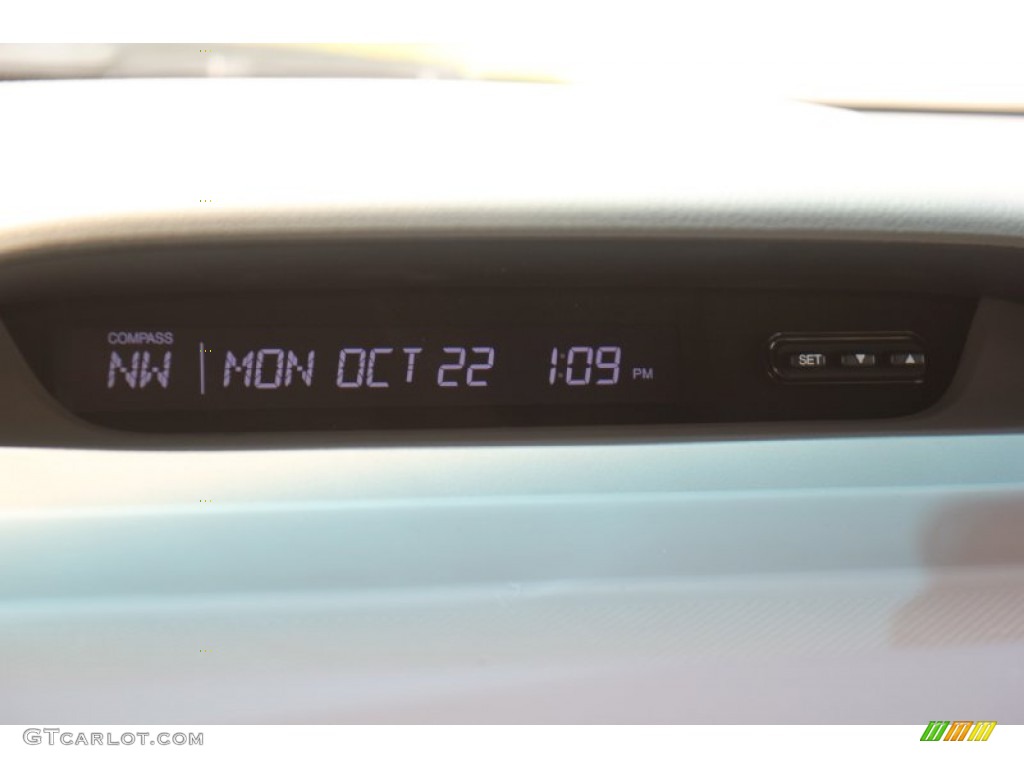 COMPASS
NW MON OCT 22 1:09 PM
SET ▼ ▲
GTCARLOT.COM